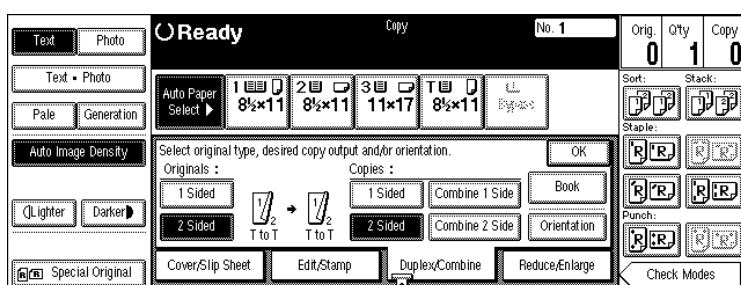 Text Photo
Text • Photo
Pale Generation
Auto Image Density
Lighter Darker
Special Original
Ready
Copy
No. 1
Auto Paper Select ▶
1 8½×11
2 8½×11
3 11×17
T 8½×11
Bypass
Select original type, desired copy output and/or orientation.
OK
Originals :
Copies :
1 Sided
2 Sided
1 2
T to T
→
1 2
T to T
1 Sided
Combine 1 Side
Book
2 Sided
Combine 2 Side
Orientation
Cover/Slip Sheet
Edit/Stamp
Duplex/Combine
Reduce/Enlarge
Orig. Q'ty Copy
0 1 0
Sort: Stack:
Staple:
R R R R
R R R R
Punch:
R R R R
Check Modes